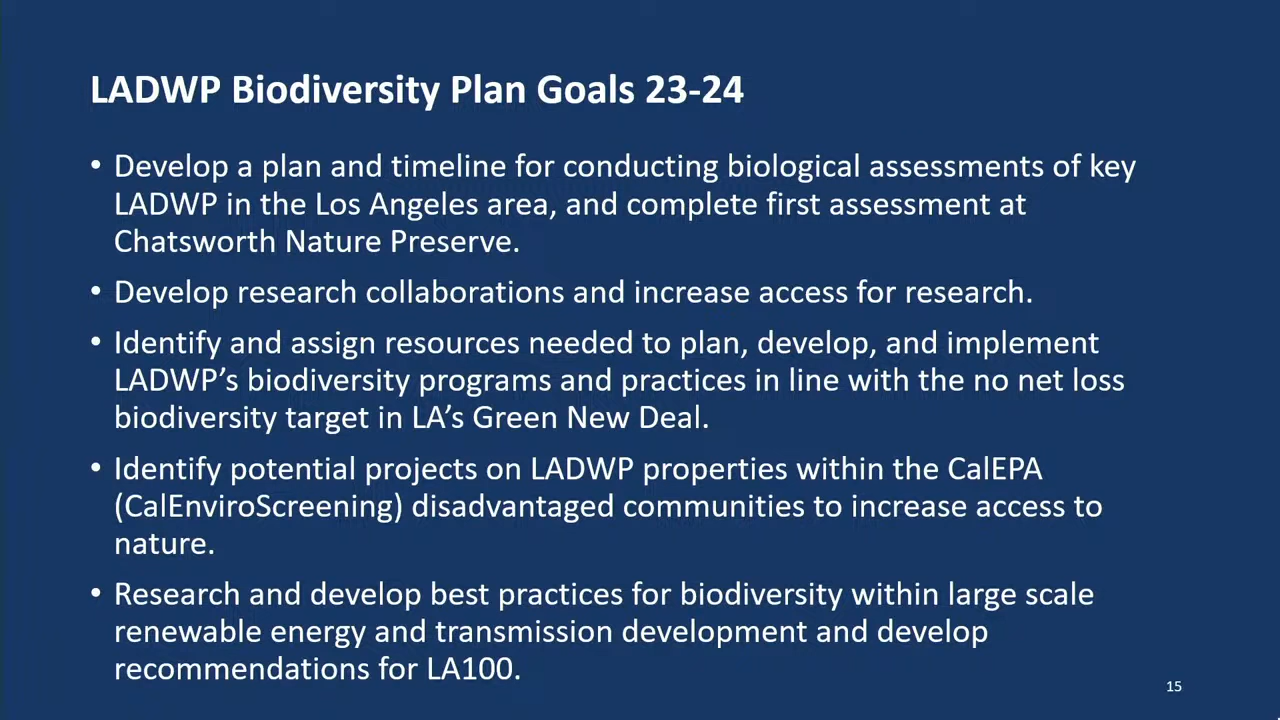 LADWP Biodiversity Plan Goals 23-24
• Develop a plan and timeline for conducting biological assessments of key
LADWP in the Los Angeles area, and complete first assessment at
Chatsworth Nature Preserve.
• Develop research collaborations and increase access for research.
• Identify and assign resources needed to plan, develop, and implement
LADWP’s biodiversity programs and practices in line with the no net loss
biodiversity target in LA’s Green New Deal.
• Identify potential projects on LADWP properties within the CalEPA
(CalEnviroScreening) disadvantaged communities to increase access to
nature.
• Research and develop best practices for biodiversity within large scale
renewable energy and transmission development and develop
recommendations for LA100.
15